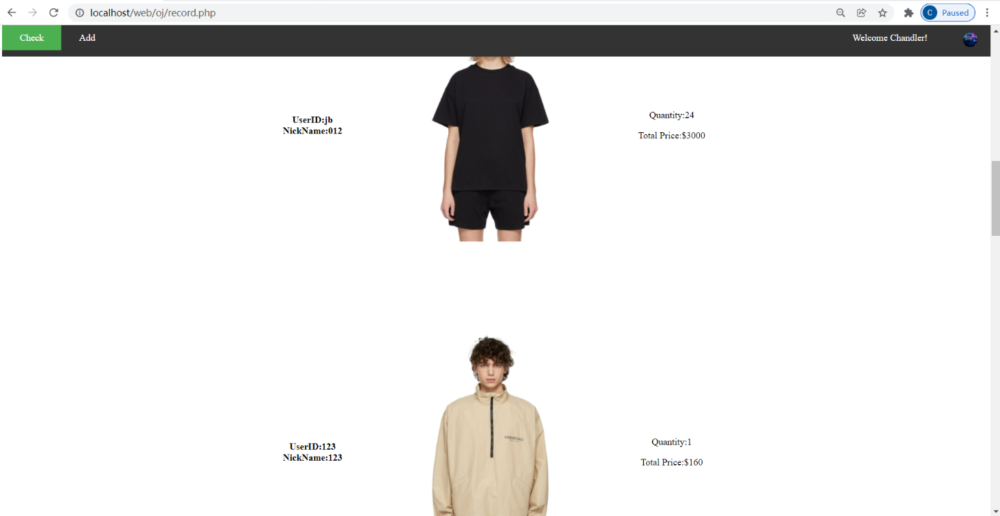 localhost/web/oj/record.php
C Paused
Check
Add
Welcome Chandler!
UserID:jb
NickName:012
Quantity:24
Total Price:$3000
ESSENTIALS
UserID:123
NickName:123
Quantity:1
Total Price:$160